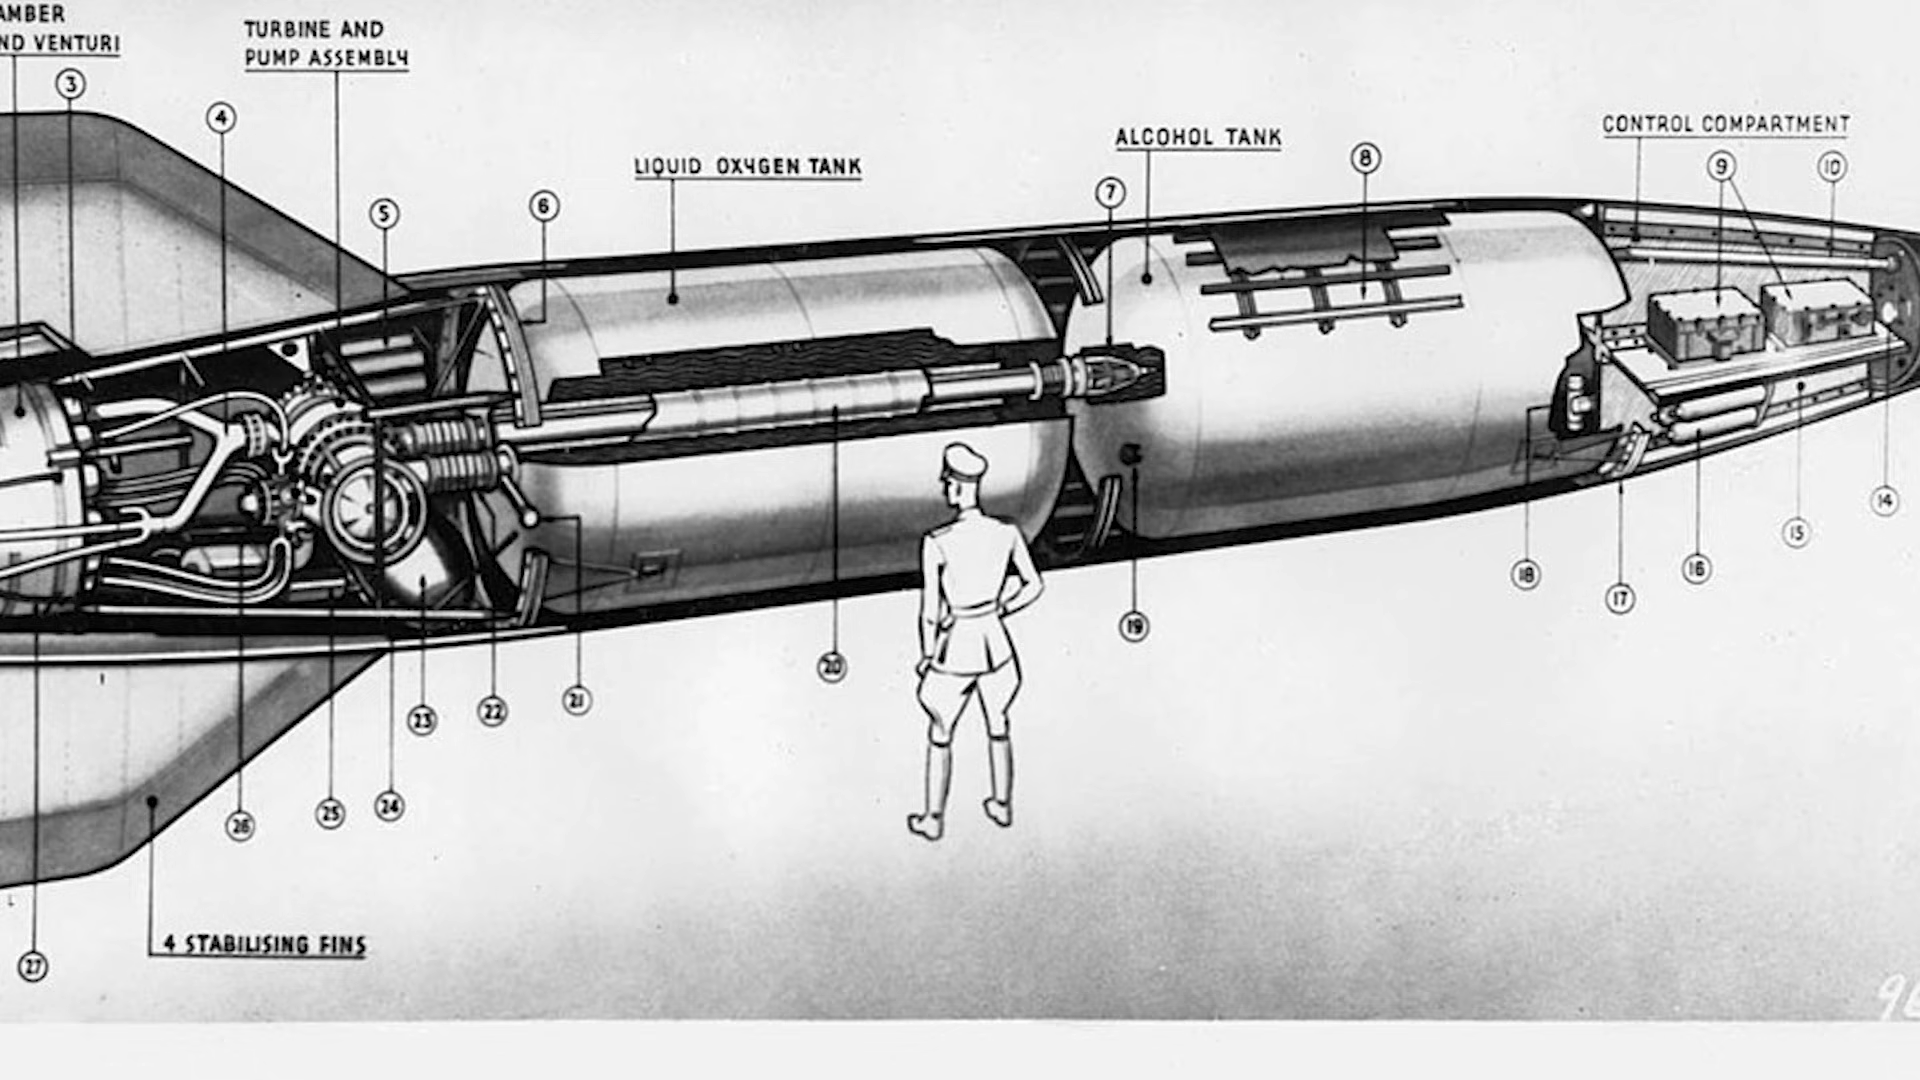 AMBER
ND VENTURI
TURBINE AND
PUMP ASSEMBLY
3
4
5
6
LIQUID OXYGEN TANK
7
ALCOHOL TANK
8
CONTROL COMPARTMENT
9
10
14
15
16
17
18
19
20
21
22
23
24
25
26
27
4 STABILISING FINS